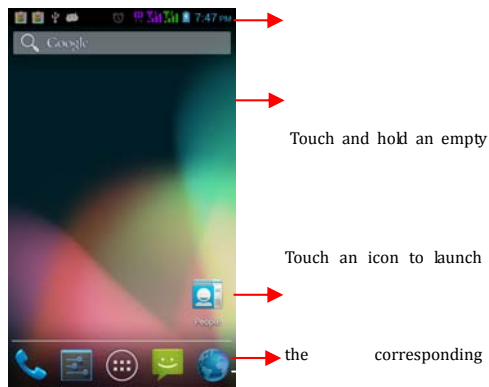 7:47 PM
Google
Touch and hold an empty
Touch an icon to launch
People
the corresponding